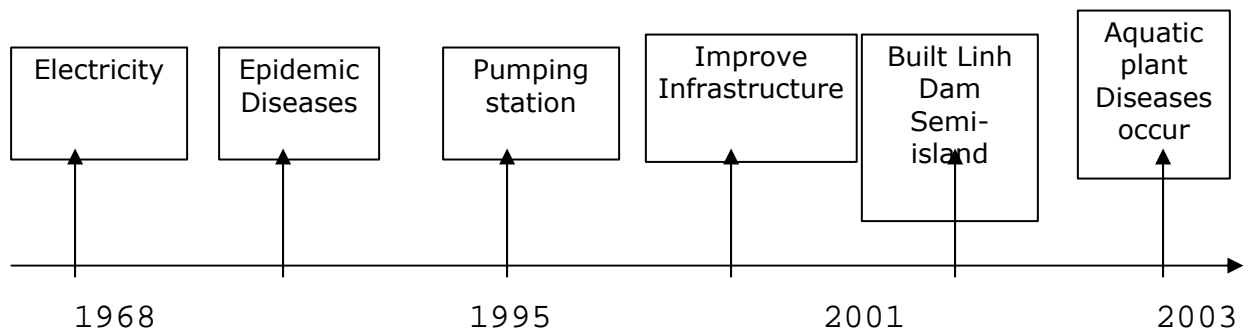 Electricity
Epidemic
Diseases
Pumping
station
Improve
Infrastructure
Built Linh
Dam
Semi-
island
Aquatic
plant
Diseases
occur
1968
1995
2001
2003